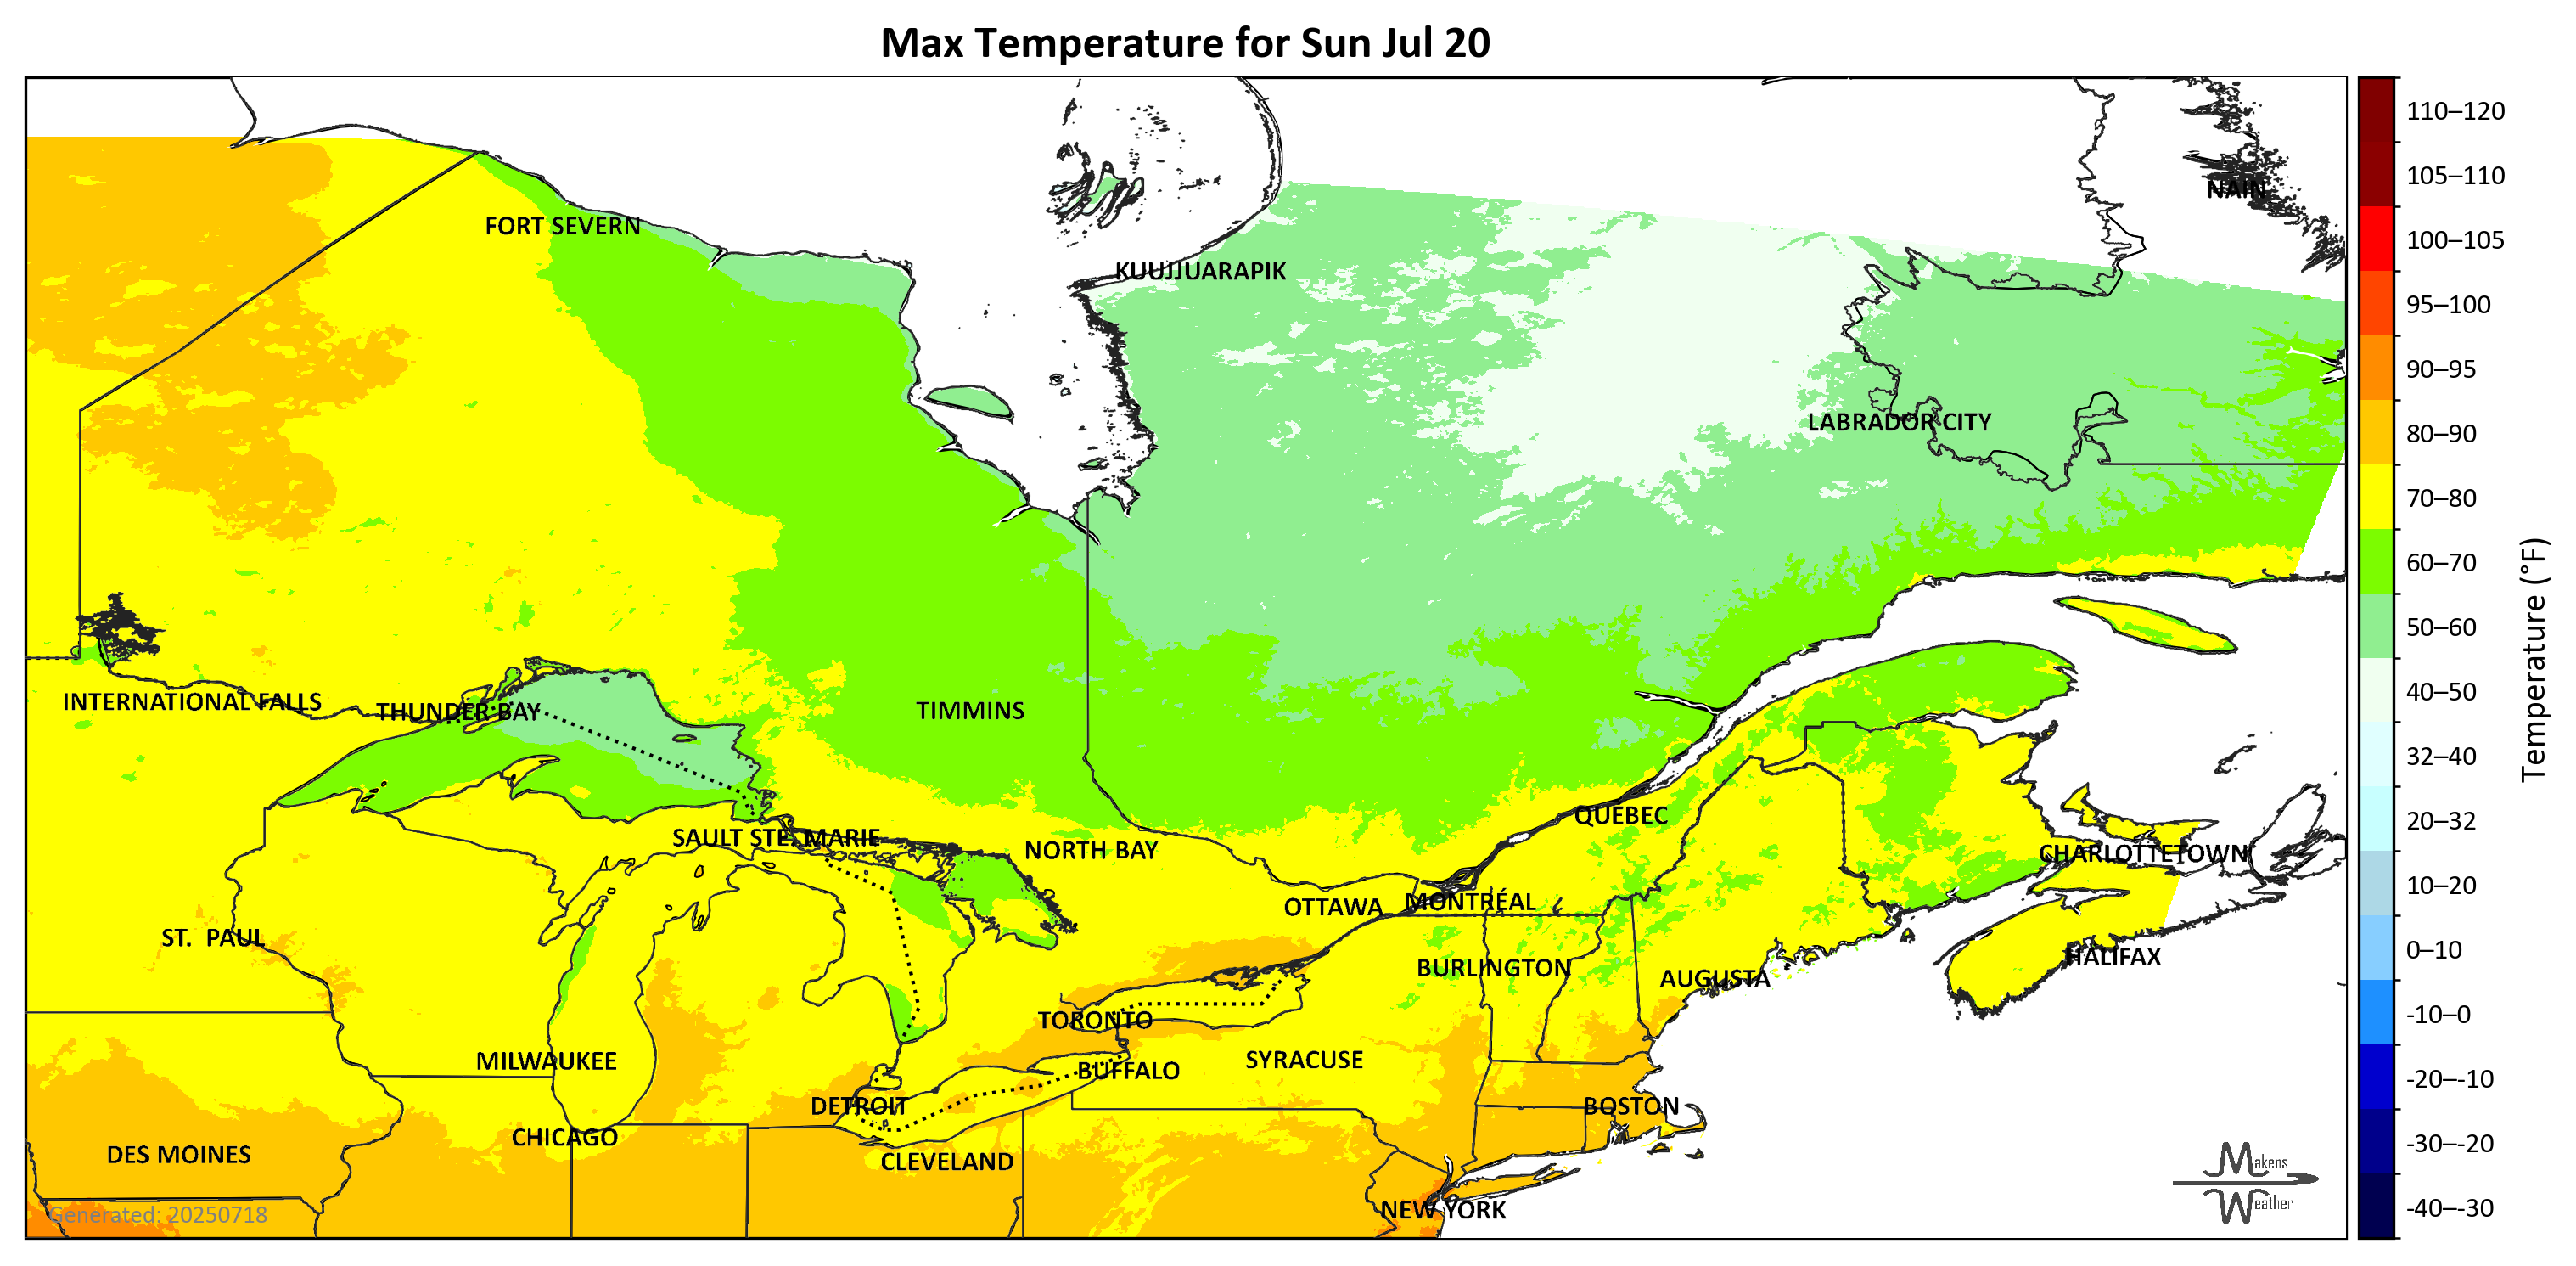 Max Temperature for Sun Jul 20
NAIN
FORT SEVERN
KUUJJUARAPIK
LABRADOR CITY
INTERNATIONAL FALLS
THUNDER BAY
TIMMINS
QUÉBEC
SAULT STE. MARIE
NORTH BAY
CHARLOTTETOWN
OTTAWA
MONTRÉAL
ST. PAUL
HALIFAX
BURLINGTON
AUGUSTA
TORONTO
MILWAUKEE
SYRACUSE
BUFFALO
DETROIT
BOSTON
CHICAGO
DES MOINES
CLEVELAND
NEW YORK
Generated: 20250718
Makens
Weather
110–120
105–110
100–105
95–100
90–95
80–90
70–80
60–70
50–60
40–50
32–40
20–32
10–20
0–10
-10–0
-20–-10
-30–-20
-40–-30
Temperature (°F)